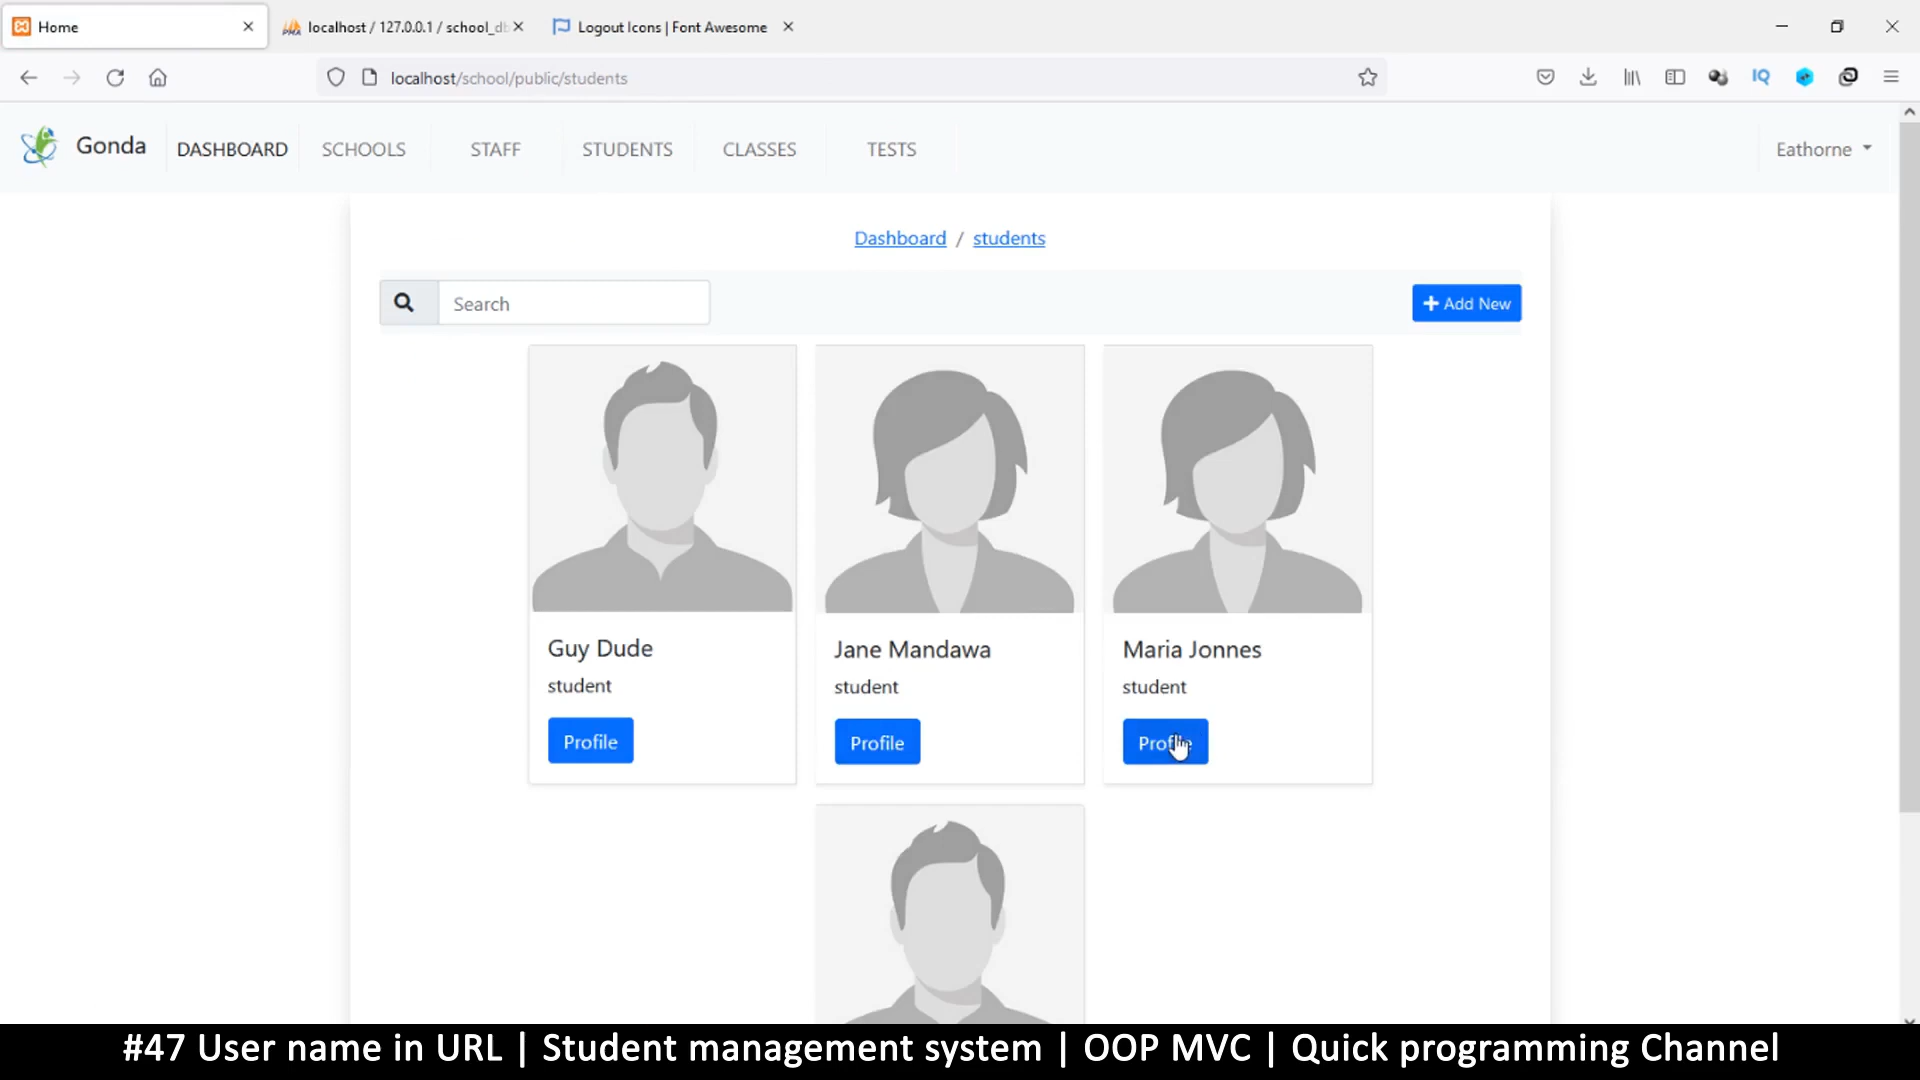 Home
localhost / 127.0.0.1 / school_db
Logout Icons | Font Awesome
localhost/school/public/students
IQ
Gonda
DASHBOARD
SCHOOLS
STAFF
STUDENTS
CLASSES
TESTS
Eathorne
Dashboard / students
Search
Add New
Guy Dude
student
Profile
Jane Mandawa
student
Profile
Maria Jonnes
student
Profile
#47 User name in URL | Student management system | OOP MVC | Quick programming Channel